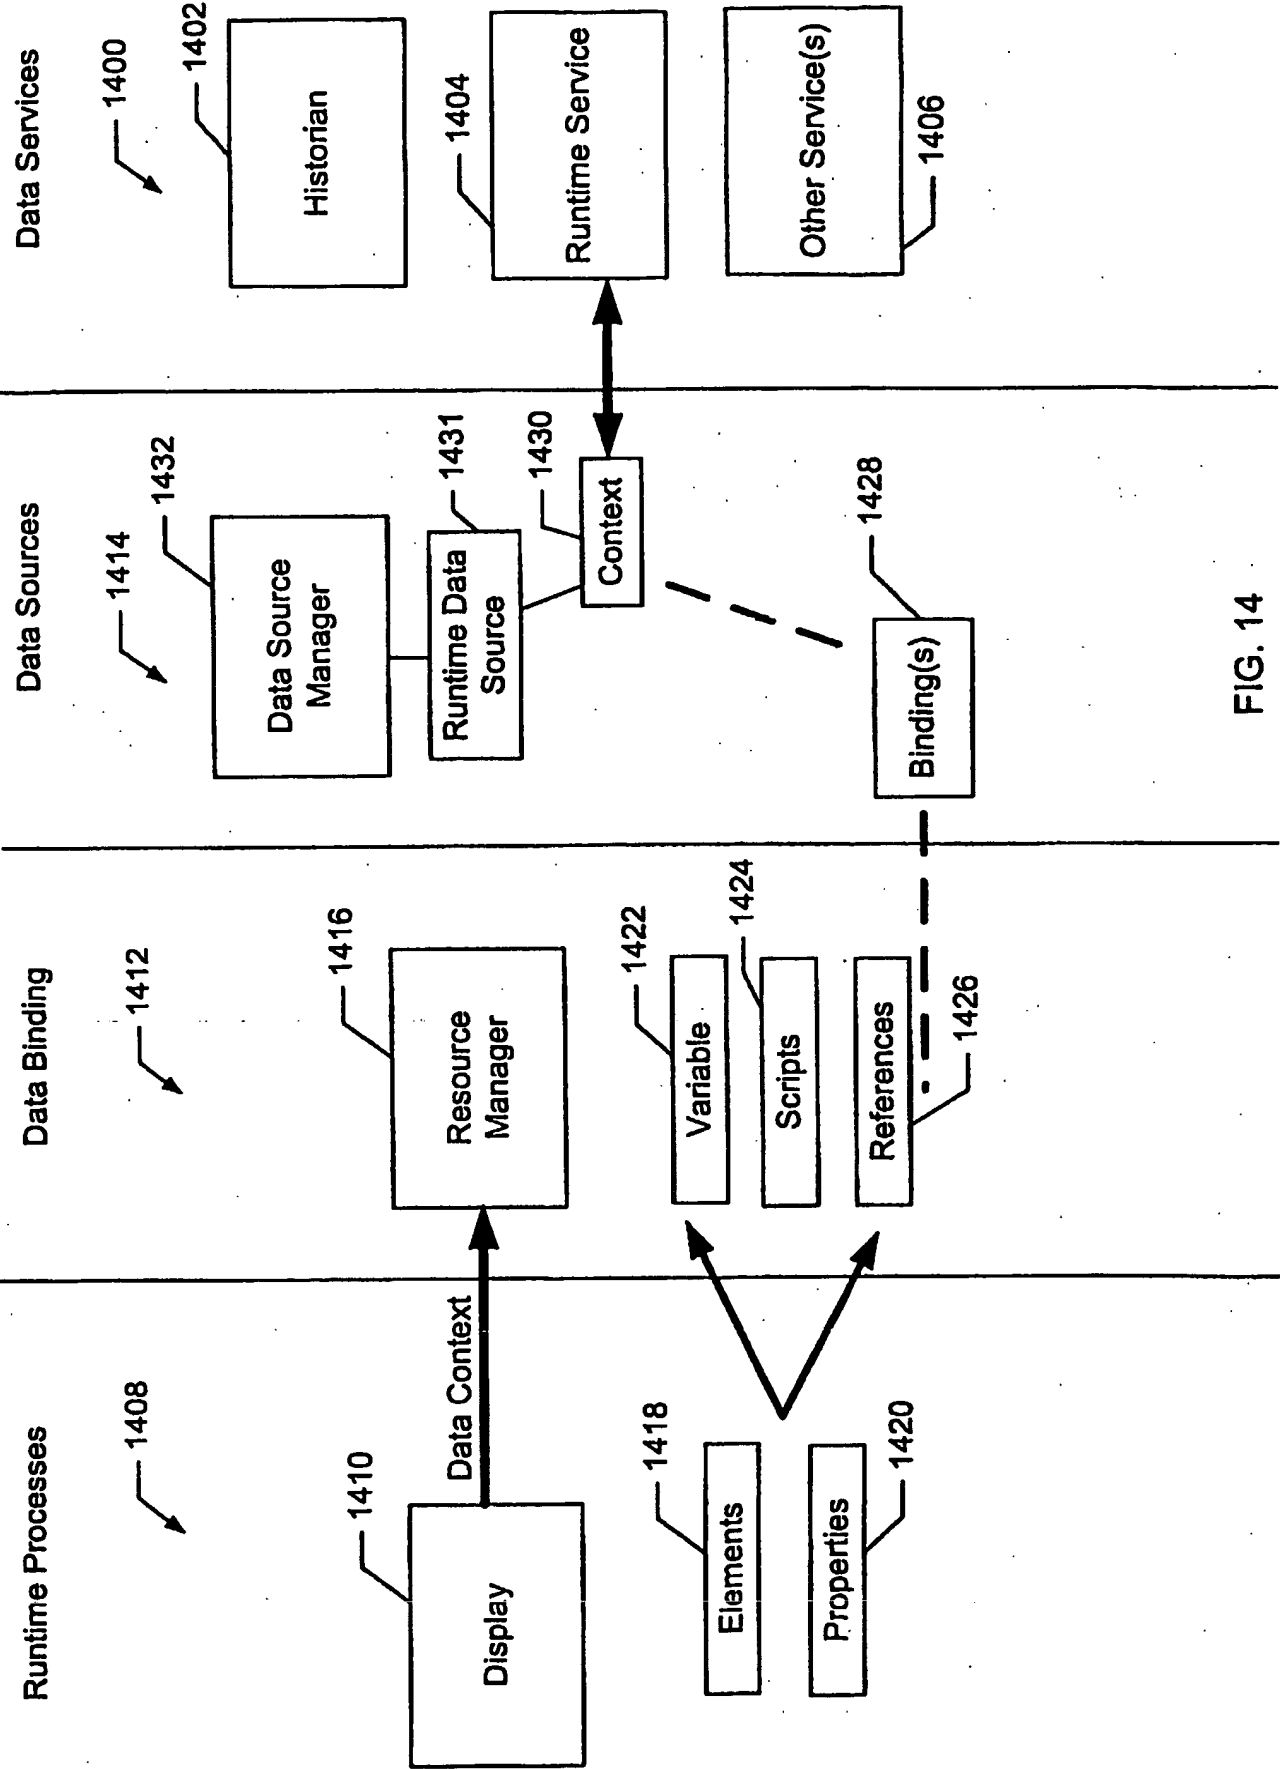 Runtime Processes
1408
1410
Display
Data Context
1418
Elements
Properties
1420
Data Binding
1412
1416
Resource
Manager
1422
Variable
1424
Scripts
References
1426
Data Sources
1414
1432
Data Source
Manager
1431
Runtime Data
Source
1430
Context
1428
Binding(s)
Data Services
1400
1402
Historian
1404
Runtime Service
Other Service(s)
1406
FIG. 14